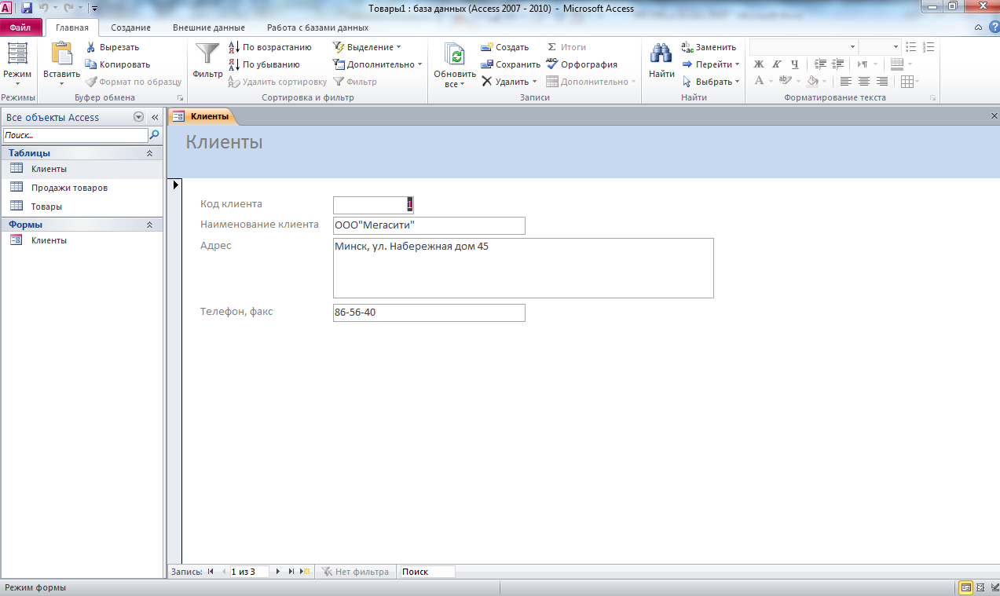 Товары1 : база данных (Access 2007 - 2010) - Microsoft Access
Файл Главная Создание Внешние данные Работа с базами данных
Режим
Режимы
Вставить
Вырезать
Копировать
Формат по образцу
Буфер обмена
Фильтр
По возрастанию
По убыванию
Удалить сортировку
Выделение
Дополнительно
Фильтр
Сортировка и фильтр
Обновить
все
Создать
Сохранить
Удалить
Итоги
Орфография
Дополнительно
Записи
Найти
Заменить
Перейти
Выбрать
Найти
Ж К Ч
А
Форматирование текста
Все объекты Access
Поиск...
Таблицы
Клиенты
Продажи товаров
Товары
Формы
Клиенты
Клиенты
Клиенты
Код клиента 1
Наименование клиента ООО"Мегасити"
Адрес Минск, ул. Набережная дом 45
Телефон, факс 86-56-40
Запись: 1 из 3 Нет фильтра Поиск
Режим формы